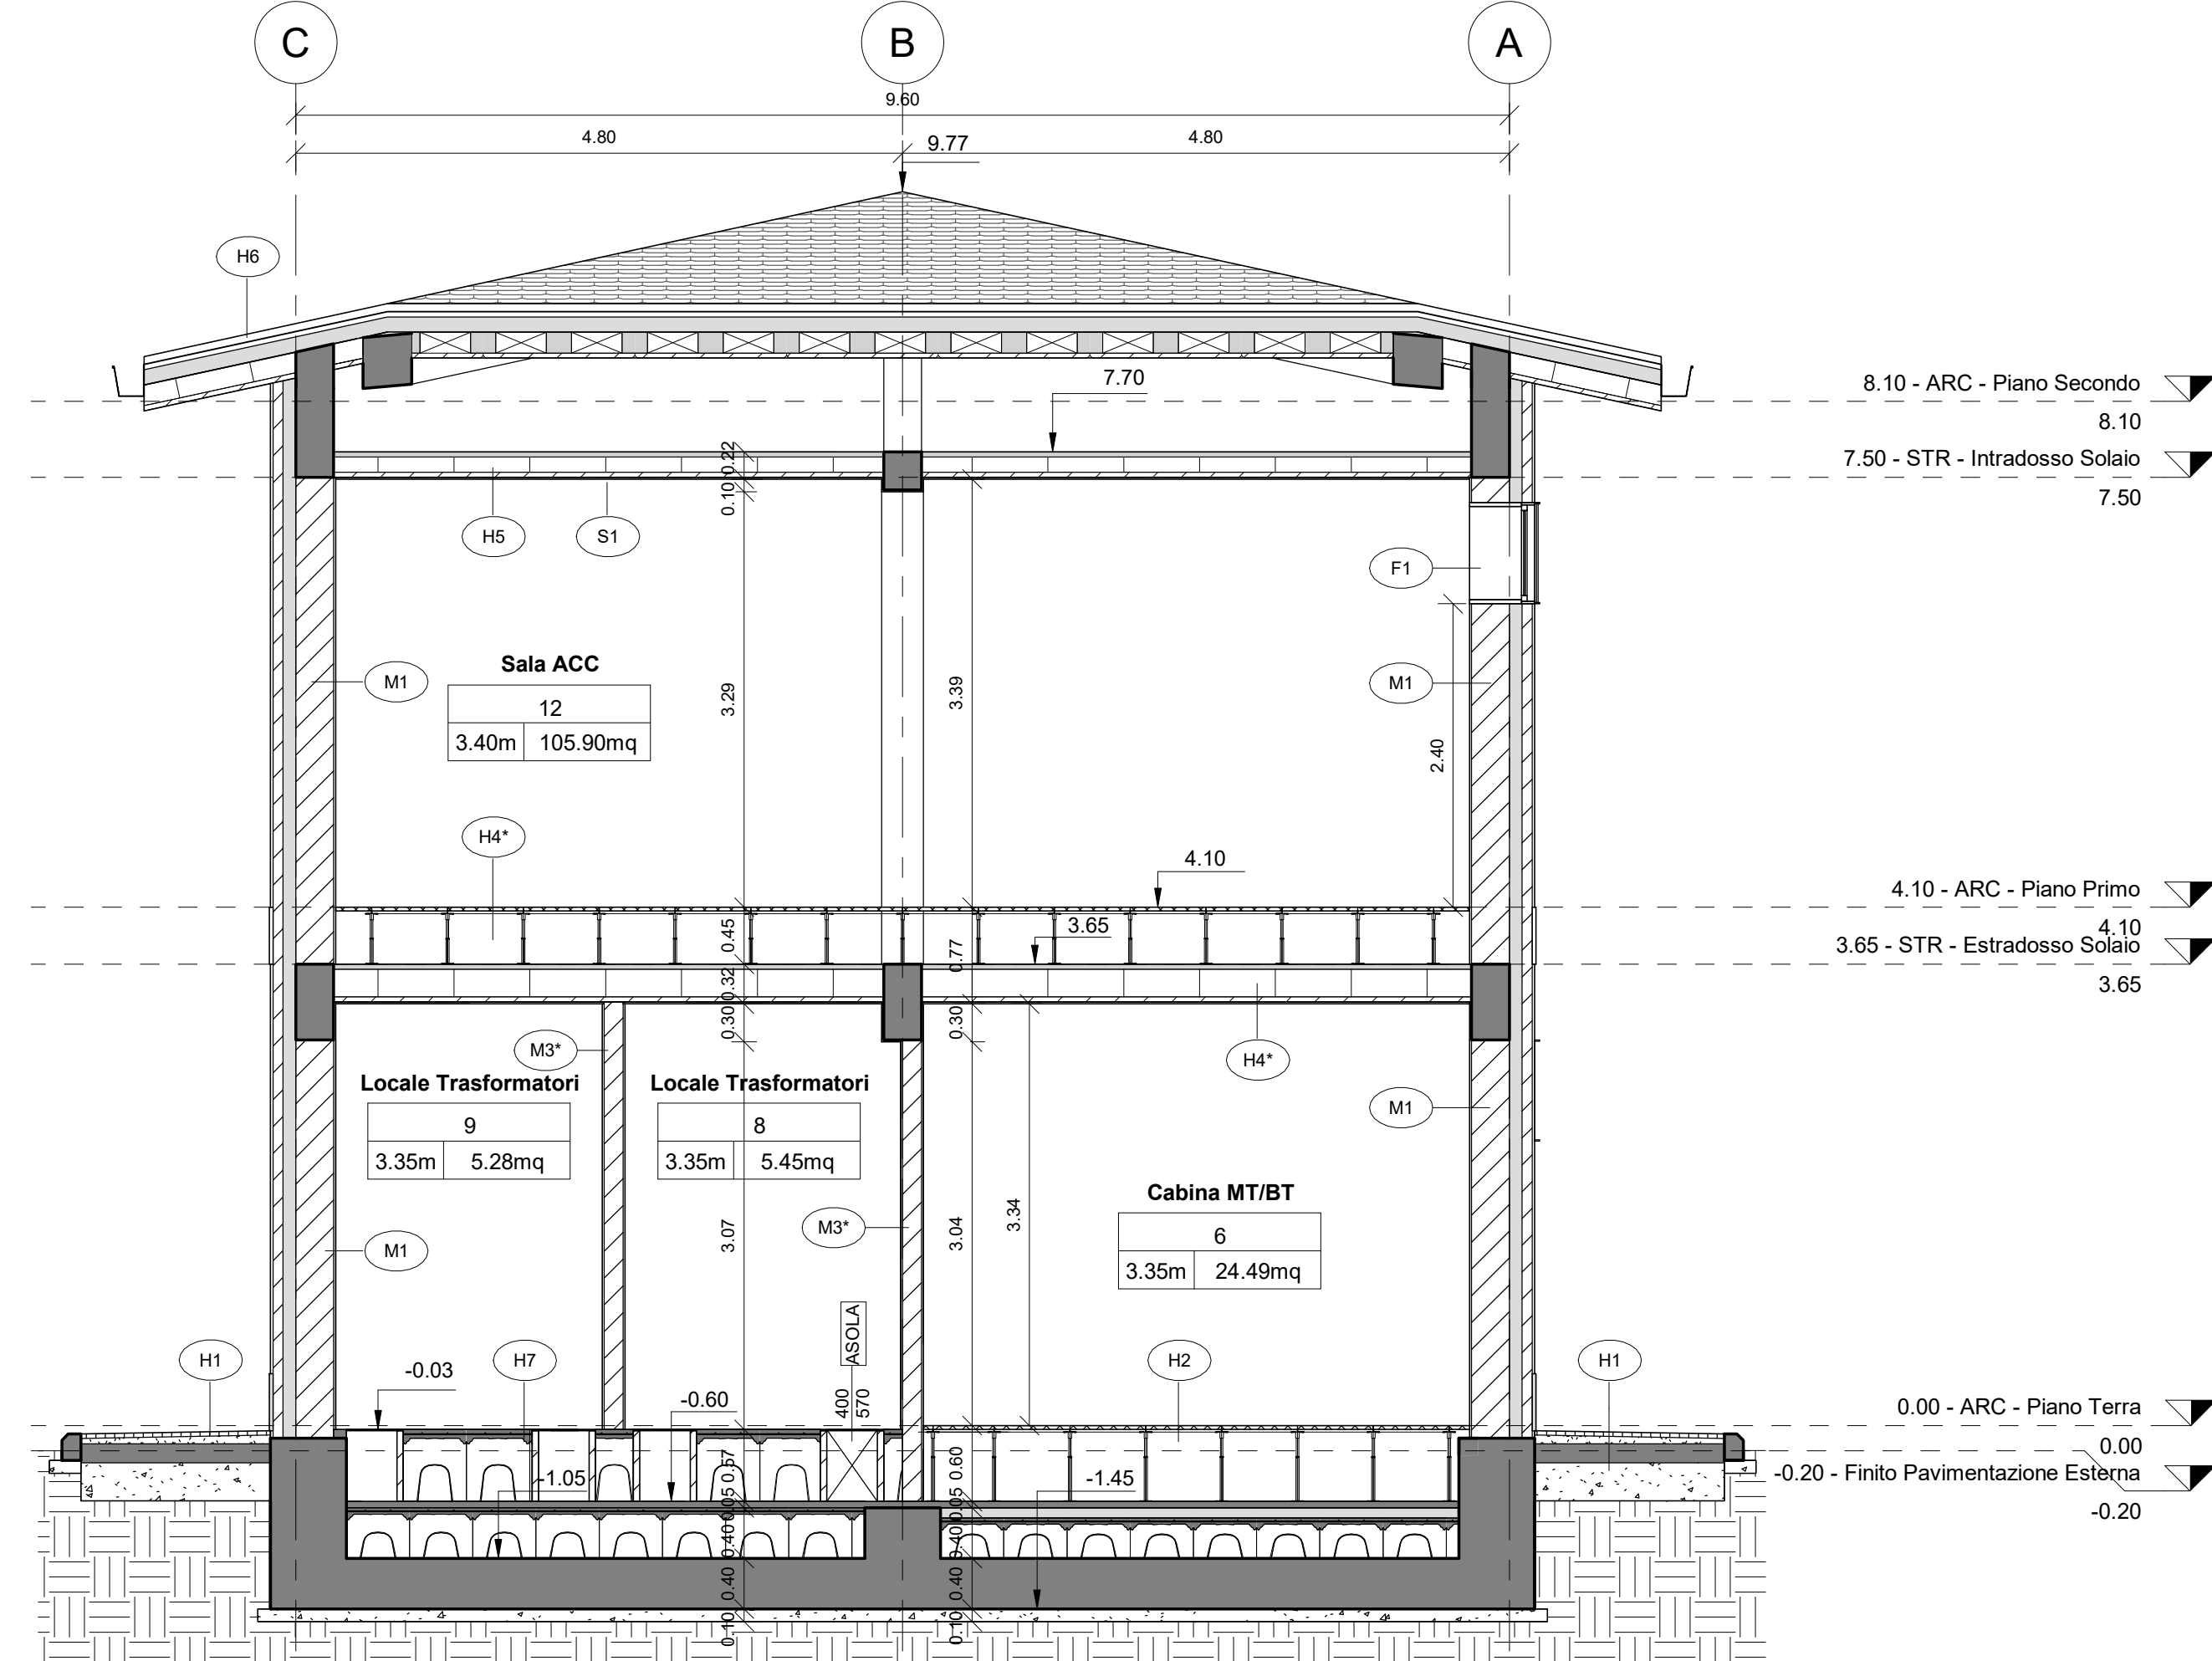 C
B
A
9.60
4.80
4.80
9.77
H6
7.70
8.10 - ARC - Piano Secondo
8.10
7.50 - STR - Intradosso Solaio
7.50
0.22
0.10
H5
S1
F1
Sala ACC
12
3.40m
105.90mq
M1
3.29
3.39
M1
2.40
H4*
4.10
4.10 - ARC - Piano Primo
4.10
3.65
3.65 - STR - Estradosso Solaio
3.65
0.45
0.77
0.32
0.30
0.30
M3*
H4*
Locale Trasformatori
9
3.35m
5.28mq
Locale Trasformatori
8
3.35m
5.45mq
M1
Cabina MT/BT
6
3.35m
24.49mq
M3*
M1
3.07
3.04
3.34
H1
-0.03
H7
-0.60
ASOLA
400
570
H2
H1
0.00 - ARC - Piano Terra
0.00
-0.20 - Finito Pavimentazione Esterna
-0.20
-1.05
-1.45
0.57
0.60
0.05
0.05
0.40
0.40
0.40
0.40
0.10
0.10